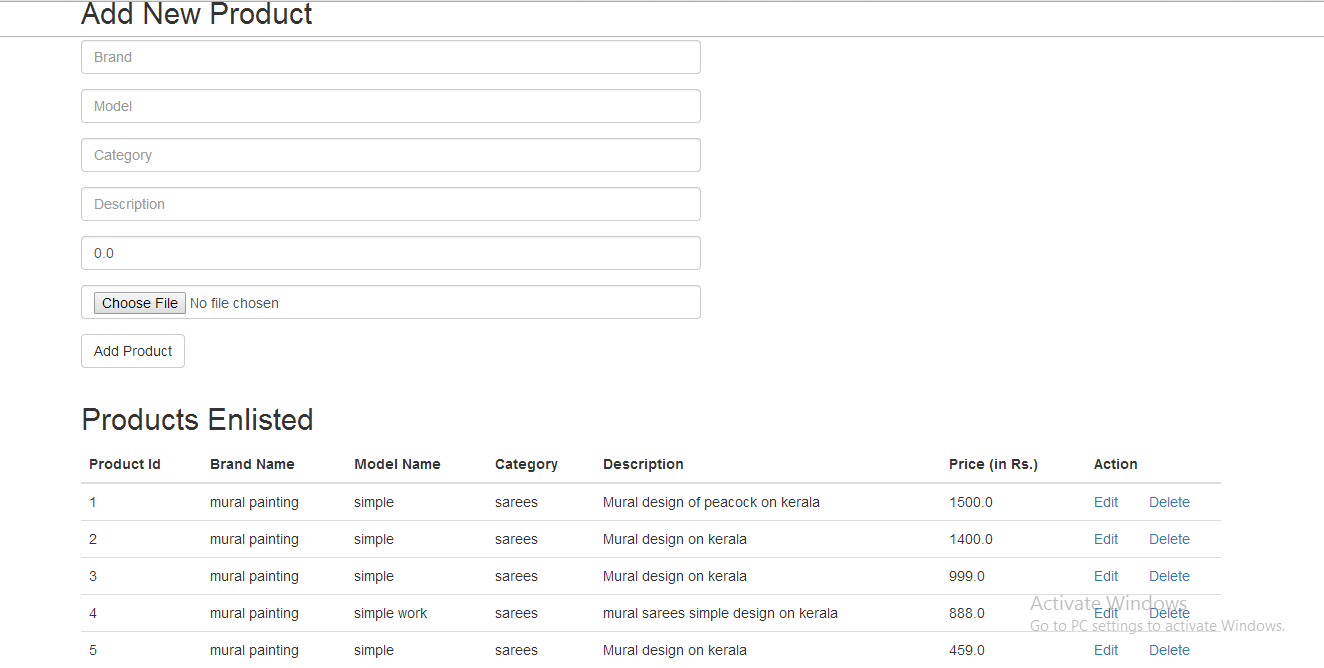 Add New Product
Brand
Model
Category
Description
0.0
Choose File No file chosen
Add Product
Products Enlisted
Product Id Brand Name Model Name Category Description Price (in Rs.) Action
1 mural painting simple sarees Mural design of peacock on kerala 1500.0 Edit Delete
2 mural painting simple sarees Mural design on kerala 1400.0 Edit Delete
3 mural painting simple sarees Mural design on kerala 999.0 Edit Delete
4 mural painting simple work sarees mural sarees simple design on kerala 888.0 Edit Delete
Activate Windows
Go to PC settings to activate Windows.
5 mural painting simple sarees Mural design on kerala 459.0 Edit Delete